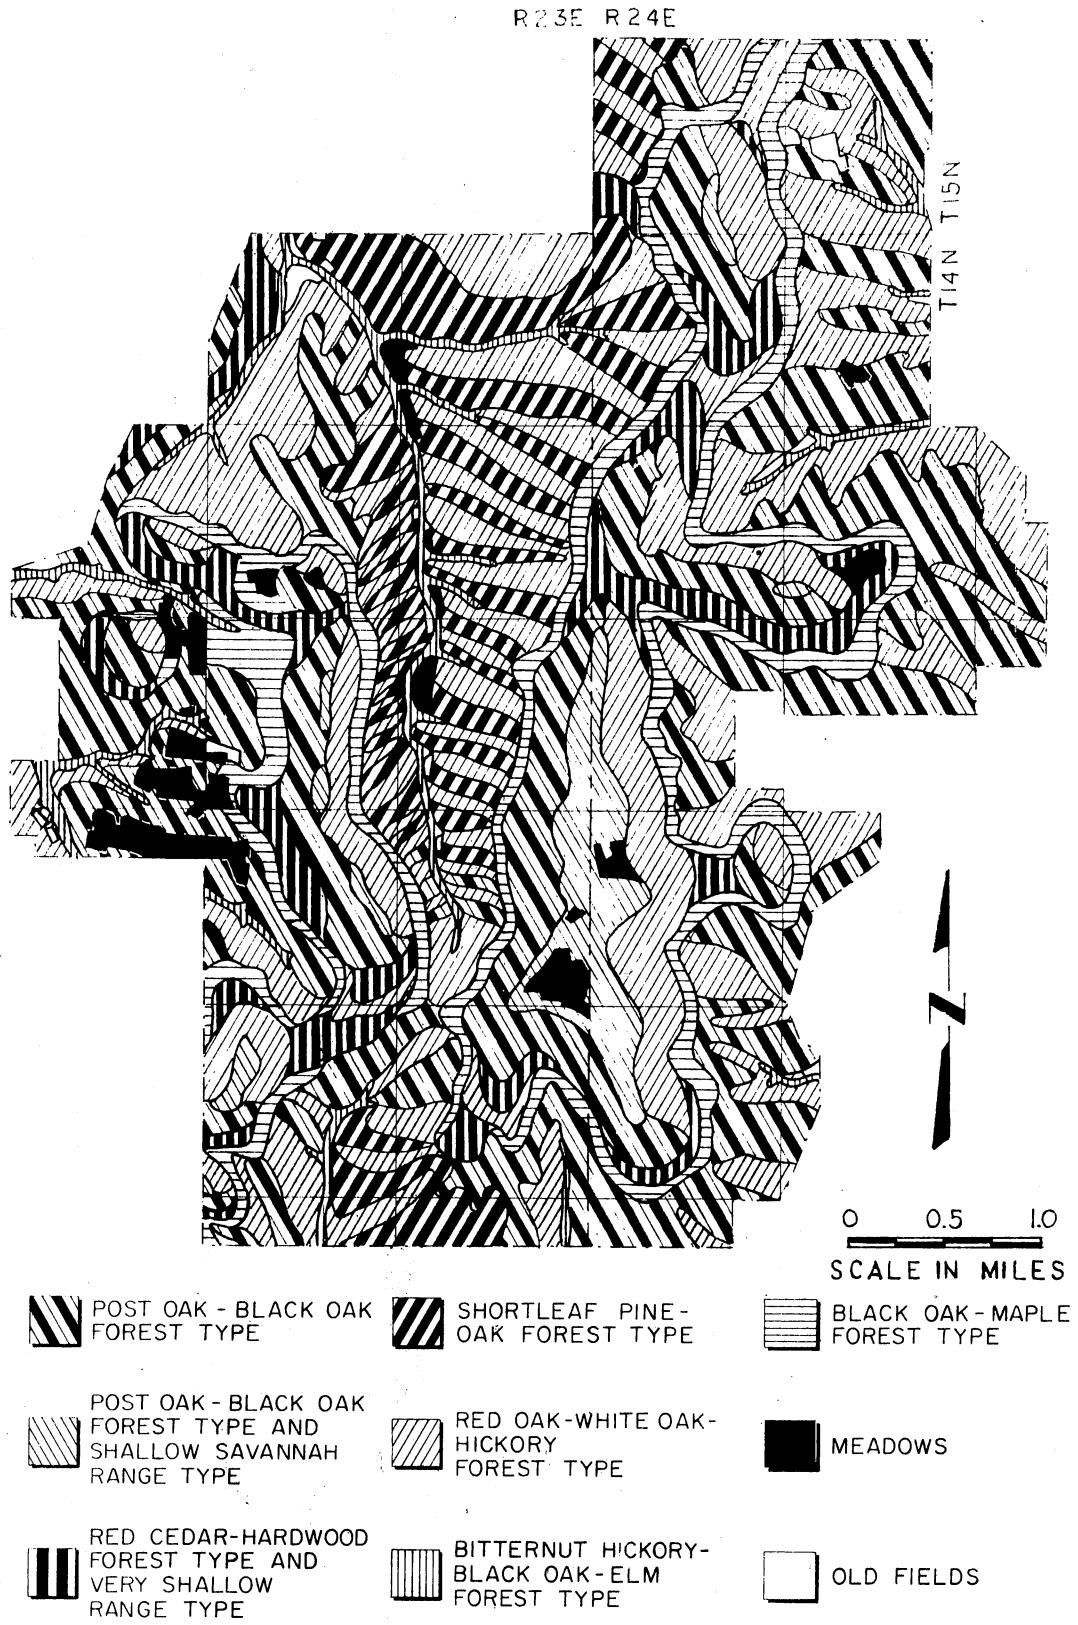 R23E R24E
T14N T15N
N
0 0.5 1.0
SCALE IN MILES
POST OAK - BLACK OAK
FOREST TYPE
SHORTLEAF PINE-
OAK FOREST TYPE
BLACK OAK-MAPLE
FOREST TYPE
POST OAK-BLACK OAK
FOREST TYPE AND
SHALLOW SAVANNAH
RANGE TYPE
RED OAK-WHITE OAK-
HICKORY
FOREST TYPE
MEADOWS
RED CEDAR-HARDWOOD
FOREST TYPE AND
VERY SHALLOW
RANGE TYPE
BITTERNUT HICKORY-
BLACK OAK-ELM
FOREST TYPE
OLD FIELDS